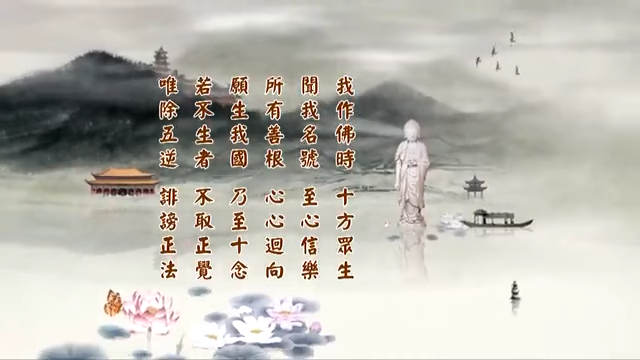 我作佛時 十方眾生
聞我名號 至心信樂
所有善根 心心迴向
願生我國 乃至十念
若不生者 不取正覺
唯除五逆 誹謗正法